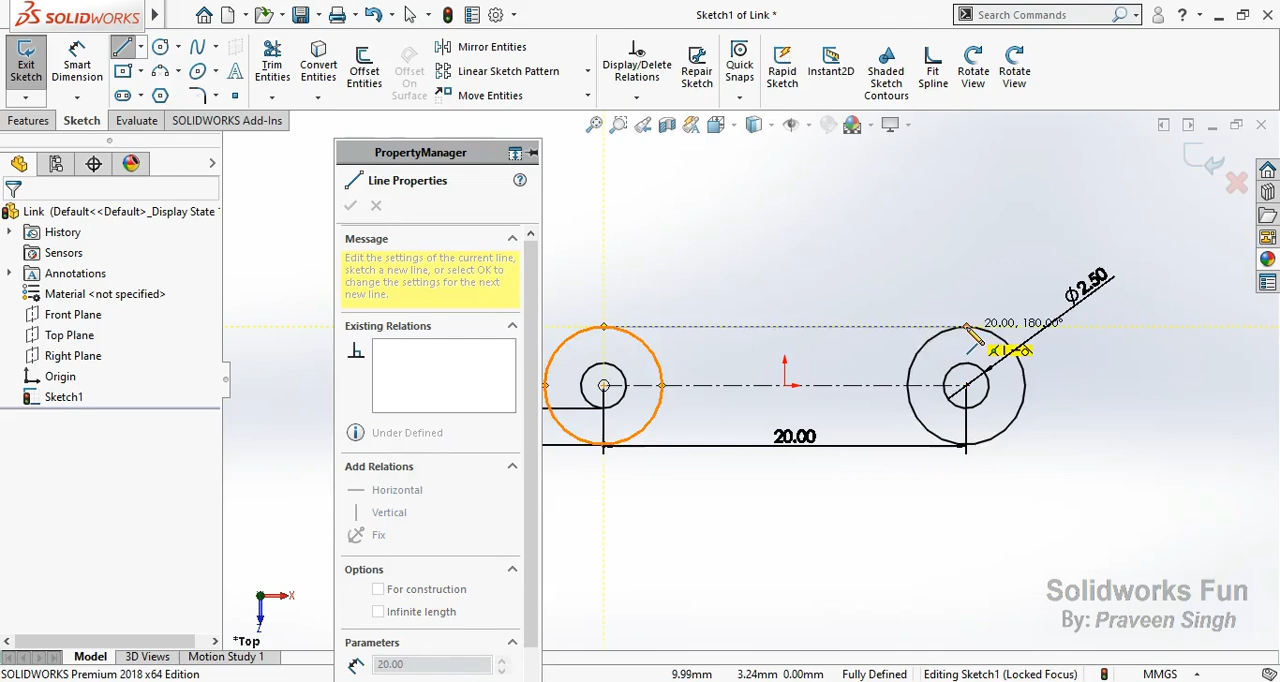 SOLIDWORKS
Sketch1 of Link *
Search Commands
Exit Sketch
Smart Dimension
Trim Entities
Convert Entities
Offset Entities
Offset On Surface
Mirror Entities
Linear Sketch Pattern
Move Entities
Display/Delete Relations
Repair Sketch
Quick Snaps
Rapid Sketch
Instant2D
Shaded Sketch Contours
Fit Spline
Rotate View
Rotate View
Features
Sketch
Evaluate
SOLIDWORKS Add-Ins
Link (Default<<Default>_Display State
History
Sensors
Annotations
Material <not specified>
Front Plane
Top Plane
Right Plane
Origin
Sketch1
PropertyManager
Line Properties
Message
Edit the settings of the current line,
sketch a new line, or select OK to
change the settings for the next
new line.
Existing Relations
Under Defined
Add Relations
Horizontal
Vertical
Fix
Options
For construction
Infinite length
Parameters
20.00
ϕ2.50
20.00, 180.00°
20.00
X
Z
*Top
Solidworks Fun
By: Praveen Singh
Model
3D Views
Motion Study 1
SOLIDWORKS Premium 2018 x64 Edition
9.99mm
3.24mm 0.00mm
Fully Defined
Editing Sketch1 (Locked Focus)
MMGS